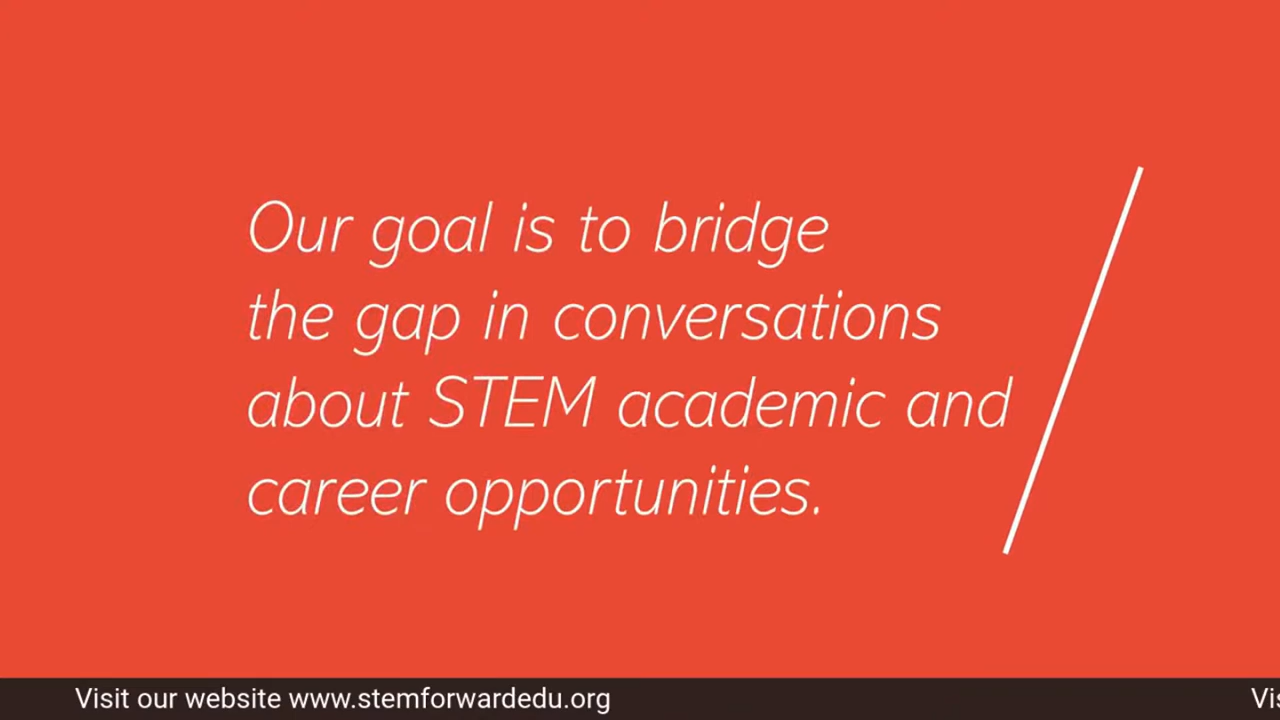 Our goal is to bridge
the gap in conversations
about STEM academic and
career opportunities.
Visit our website www.stemforwardedu.org